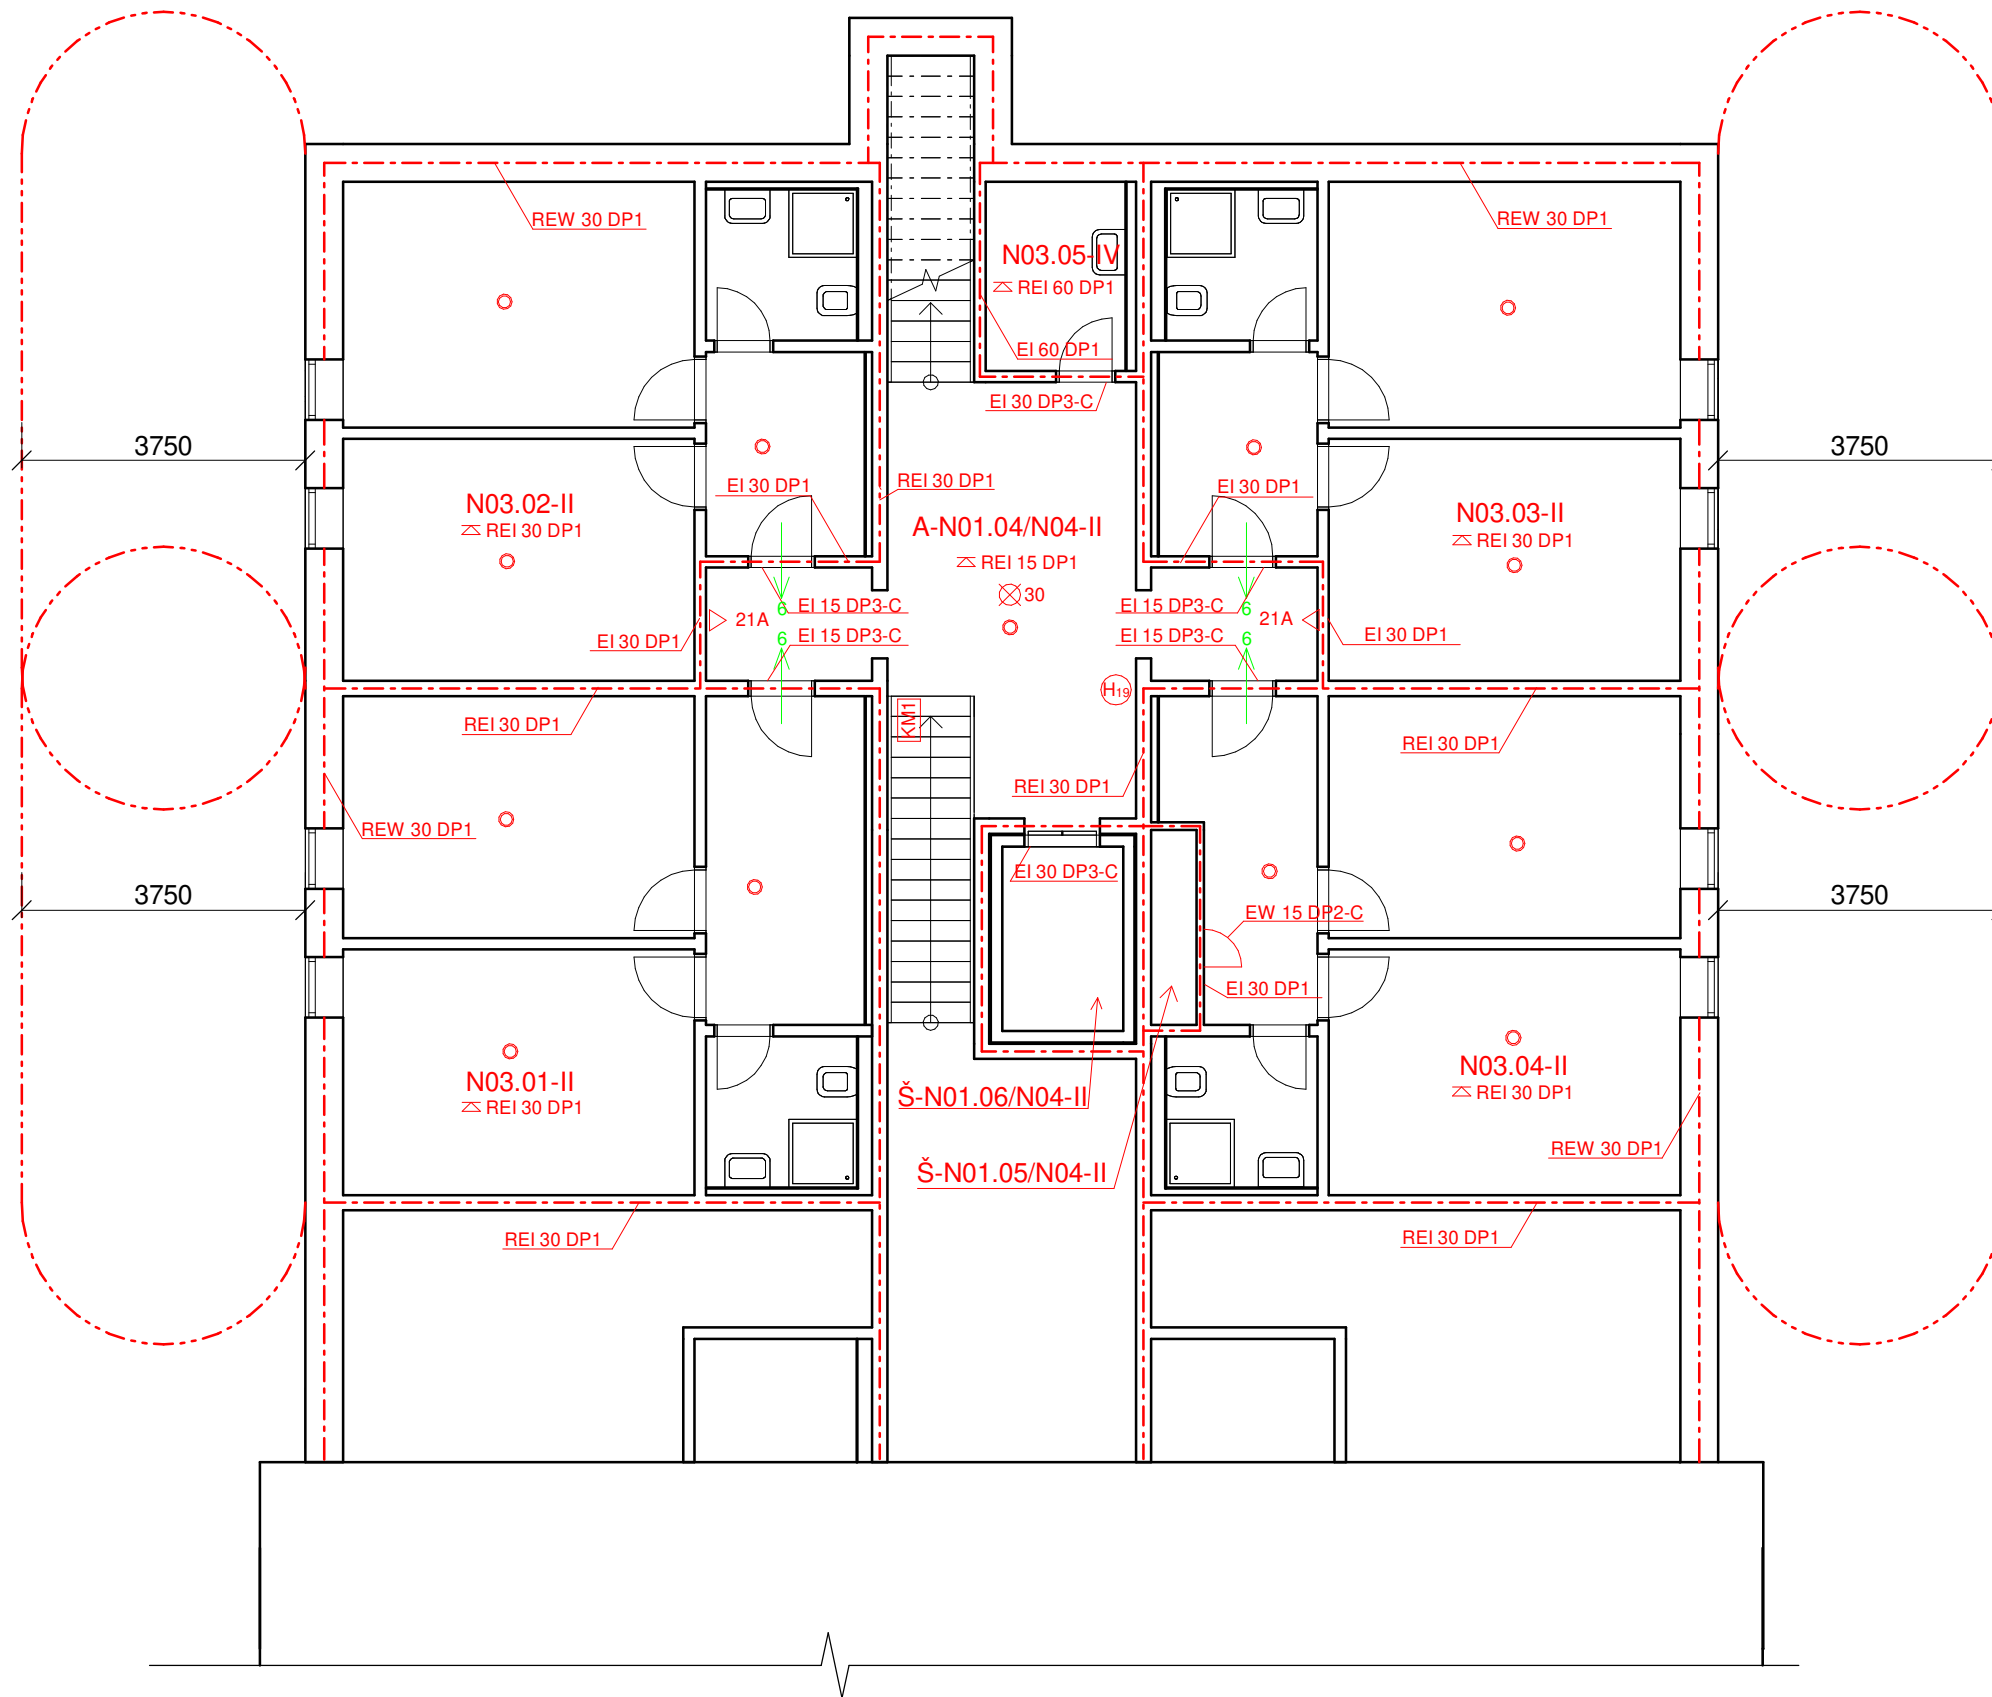 REW 30 DP1
REW 30 DP1
N03.05-IV
REI 60 DP1
EI 60 DP1
EI 30 DP3-C
3750
3750
EI 30 DP1
REI 30 DP1
EI 30 DP1
N03.02-II
REI 30 DP1
A-N01.04/N04-II
REI 15 DP1
30
N03.03-II
REI 30 DP1
6
EI 15 DP3-C
EI 15 DP3-C
6
21A
21A
EI 30 DP1
6
EI 15 DP3-C
EI 15 DP3-C
6
EI 30 DP1
H19
KM1
REI 30 DP1
REI 30 DP1
REI 30 DP1
REW 30 DP1
EI 30 DP3-C
3750
3750
EW 15 DP2-C
EI 30 DP1
N03.01-II
REI 30 DP1
Š-N01.06/N04-II
N03.04-II
REI 30 DP1
REW 30 DP1
Š-N01.05/N04-II
REI 30 DP1
REI 30 DP1